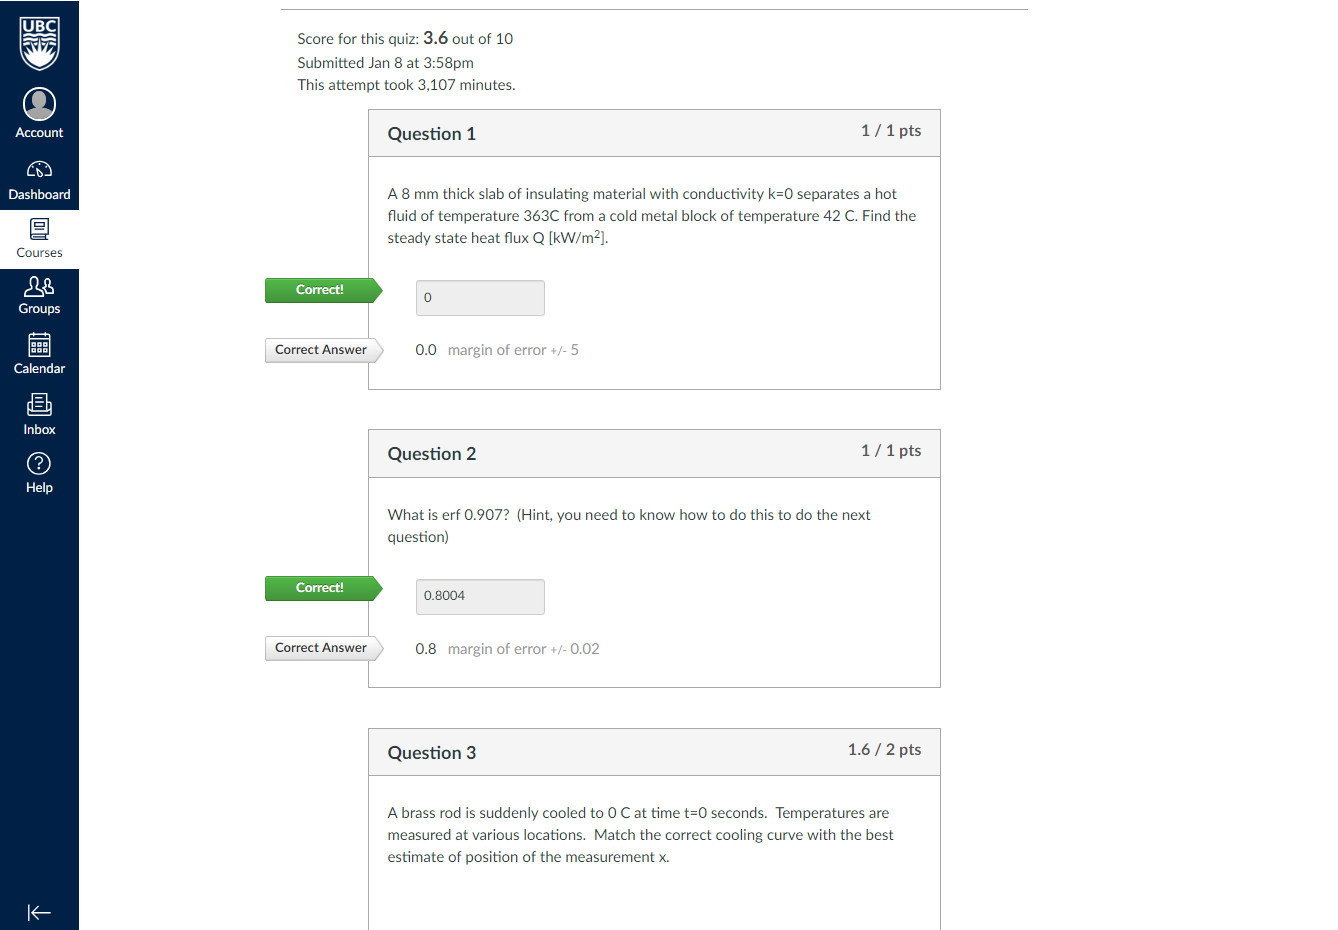 UBC
Account
Dashboard
Courses
Groups
Calendar
Inbox
Help
Score for this quiz: 3.6 out of 10
Submitted Jan 8 at 3:58pm
This attempt took 3,107 minutes.
Question 1
1 / 1 pts
A 8 mm thick slab of insulating material with conductivity k=0 separates a hot
fluid of temperature 363C from a cold metal block of temperature 42 C. Find the
steady state heat flux Q [kW/m²].
Correct!
0
Correct Answer
0.0 margin of error +/- 5
Question 2
1 / 1 pts
What is erf 0.907?  (Hint, you need to know how to do this to do the next
question)
Correct!
0.8004
Correct Answer
0.8 margin of error +/- 0.02
Question 3
1.6 / 2 pts
A brass rod is suddenly cooled to 0 C at time t=0 seconds.  Temperatures are
measured at various locations.  Match the correct cooling curve with the best
estimate of position of the measurement x.